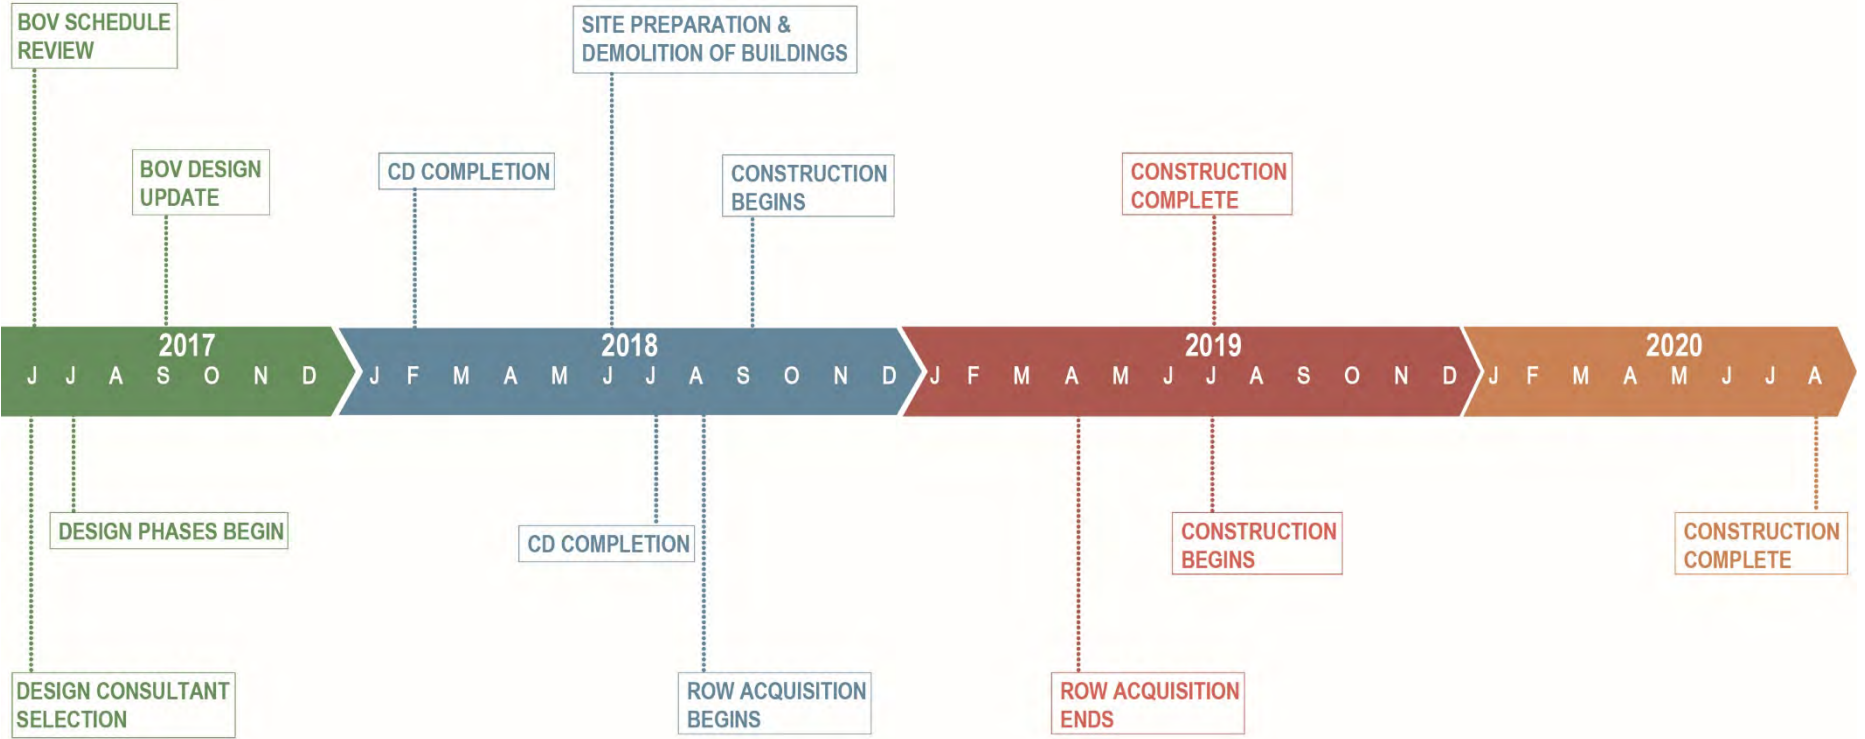 BOV SCHEDULE
REVIEW
SITE PREPARATION &
DEMOLITION OF BUILDINGS
BOV DESIGN
UPDATE
CD COMPLETION
CONSTRUCTION
BEGINS
CONSTRUCTION
COMPLETE
2017
2018
2019
2020
J J A S O N D
J F M A M J J A S O N D
J F M A M J J A S O N D
J F M A M J J A
DESIGN PHASES BEGIN
CD COMPLETION
CONSTRUCTION
BEGINS
CONSTRUCTION
COMPLETE
DESIGN CONSULTANT
SELECTION
ROW ACQUISITION
BEGINS
ROW ACQUISITION
ENDS